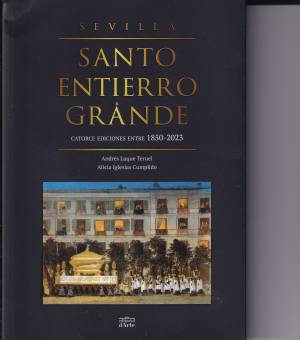 SEVILLA
SANTO
ENTIERRO
GRANDE
CATORCE EDICIONES ENTRE 1850-2023
Andrés Luque Teruel
Alicia Iglesias Cumplido
d'Arte